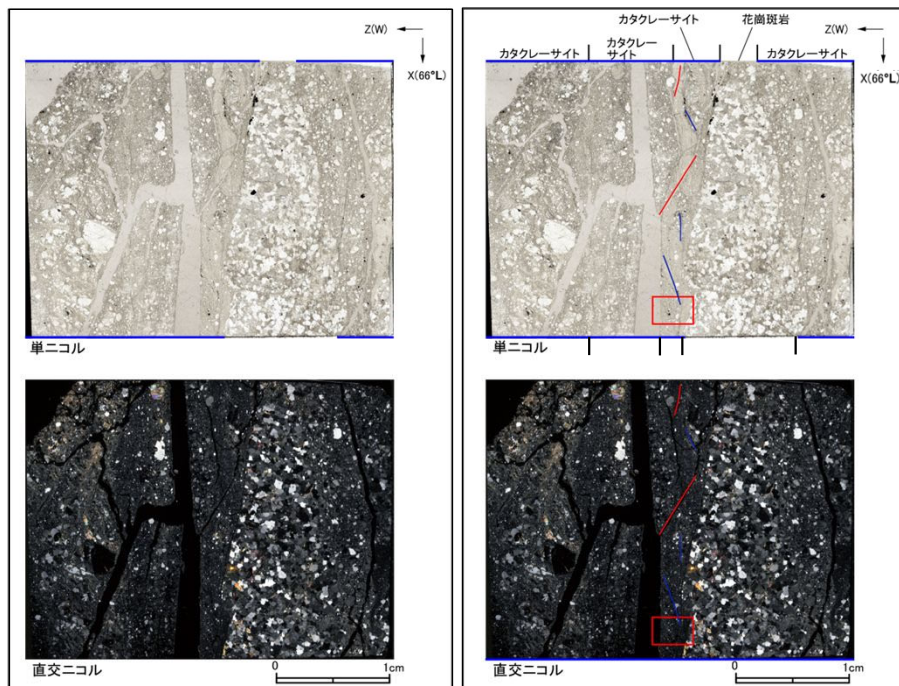 Z(W)
X(66°L)
単ニコル
直交ニコル
0 1cm
カタクレーサイト 花崗斑岩
カタクレーサイト カタクレー
サイト カタクレーサイト
Z(W)
X(66°L)
単ニコル
直交ニコル
0 1cm